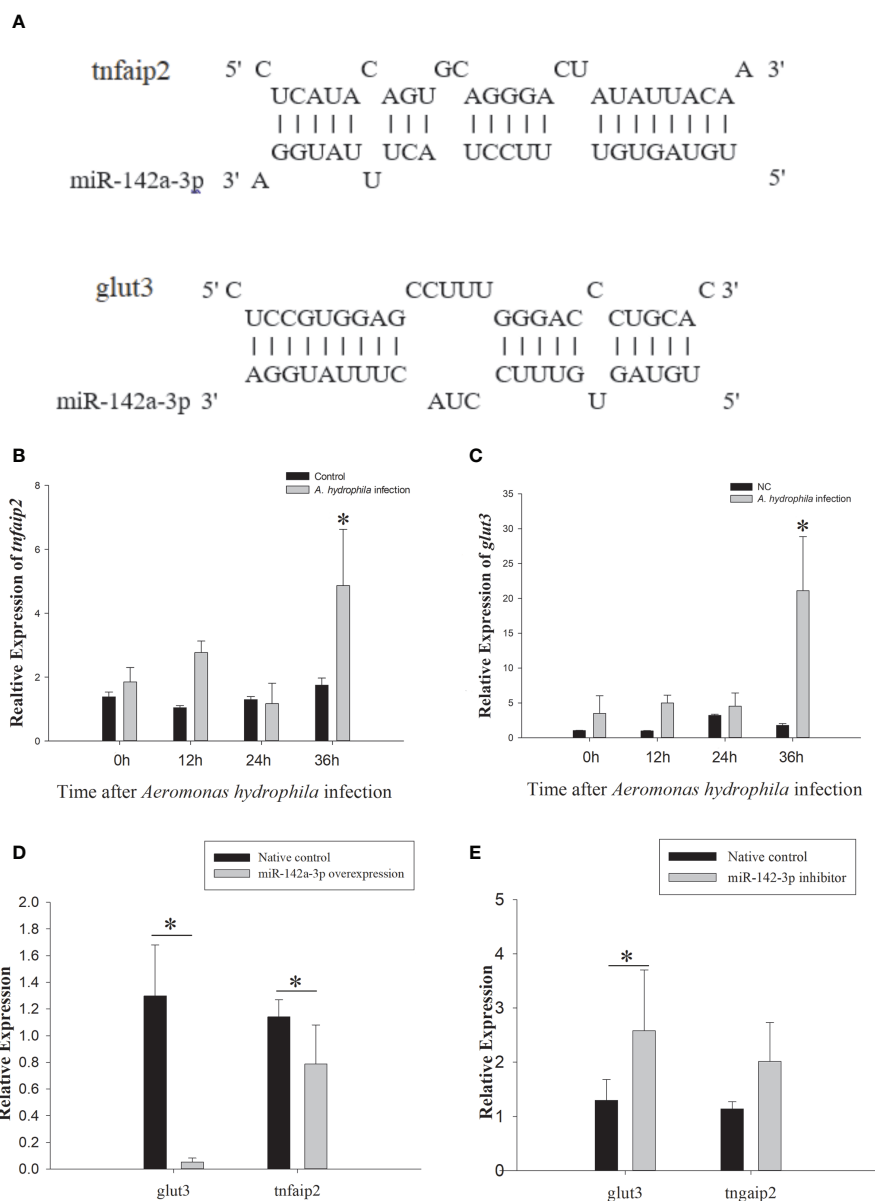 A
tnfaip2 5' C C GC CU A 3'
UCAUA AGU AGGGA AUAUUACA
GGUAU UCA UCCUU UGUGAUGU
miR-142a-3p 3' A U 5'
glut3 5' C CCUUU C C 3'
UCCGUGGAG GGGAC CUGCA
AGGUAUUUC CUUUG GAUGU
miR-142a-3p 3' AUC U 5'
B
Control
A. hydrophila infection
Realtive Expression of tnfaip2
8
6
4
2
0
*
0h 12h 24h 36h
Time after Aeromonas hydrophila infection
C
NC
A. hydrophila infection
Relative Expression of glut3
35
30
25
20
15
10
5
0
*
0h 12h 24h 36h
Time after Aeromonas hydrophila infection
D
Native control
miR-142a-3p overexpression
Relative Expression
2.0
1.8
1.6
1.4
1.2
1.0
0.8
0.6
0.4
0.2
0.0
* *
glut3 tnfaip2
E
Native control
miR-142-3p inhibitor
Relative Expression
5
4
3
2
1
0
*
glut3 tngaip2